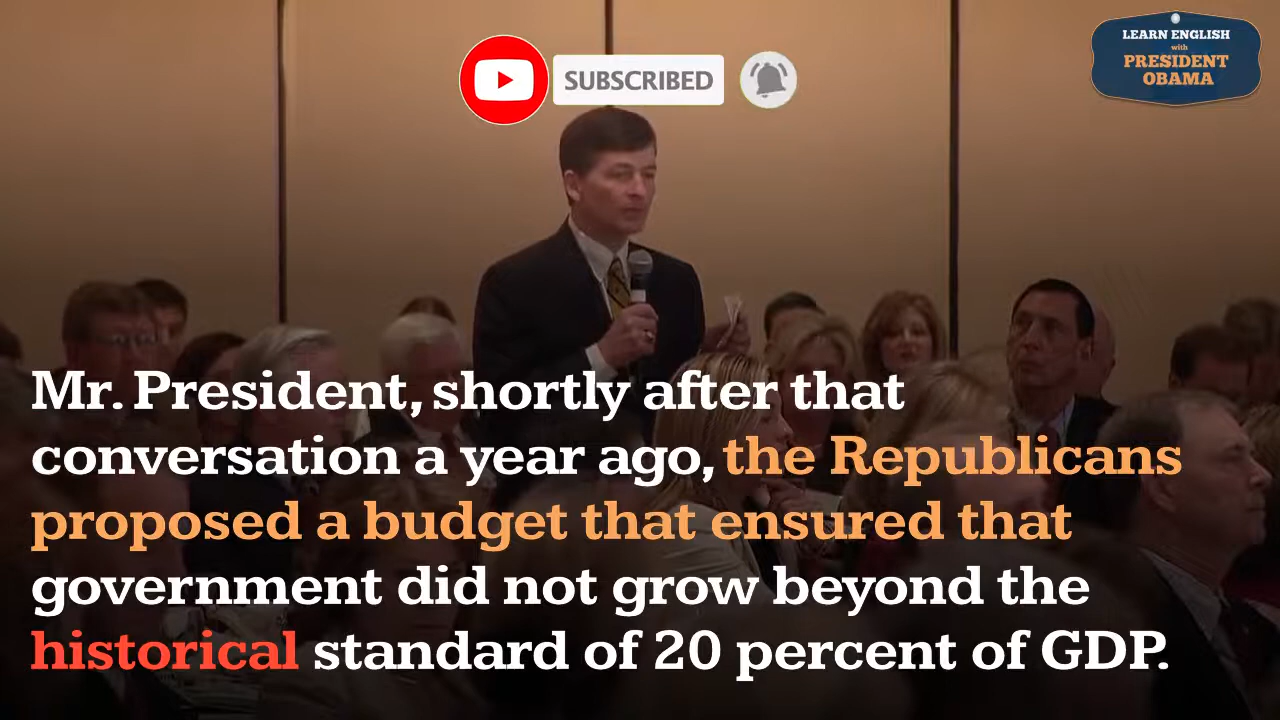 LEARN ENGLISH
with
PRESIDENT
OBAMA
SUBSCRIBED
Mr. President, shortly after that
conversation a year ago, the Republicans
proposed a budget that ensured that
government did not grow beyond the
historical standard of 20 percent of GDP.